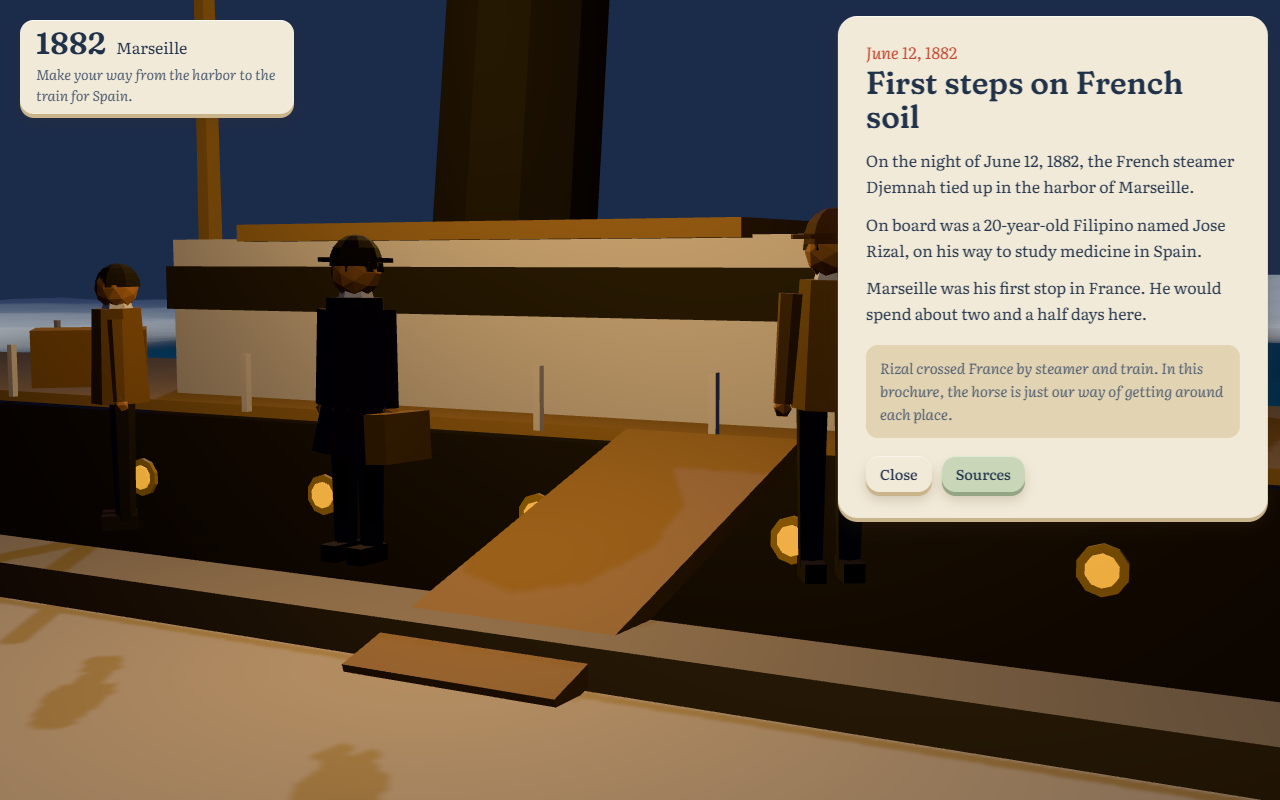 1882 Marseille
Make your way from the harbor to the
train for Spain.
June 12, 1882
First steps on French
soil
On the night of June 12, 1882, the French steamer
Djemnah tied up in the harbor of Marseille.
On board was a 20-year-old Filipino named Jose
Rizal, on his way to study medicine in Spain.
Marseille was his first stop in France. He would
spend about two and a half days here.
Rizal crossed France by steamer and train. In this
brochure, the horse is just our way of getting around
each place.
Close Sources